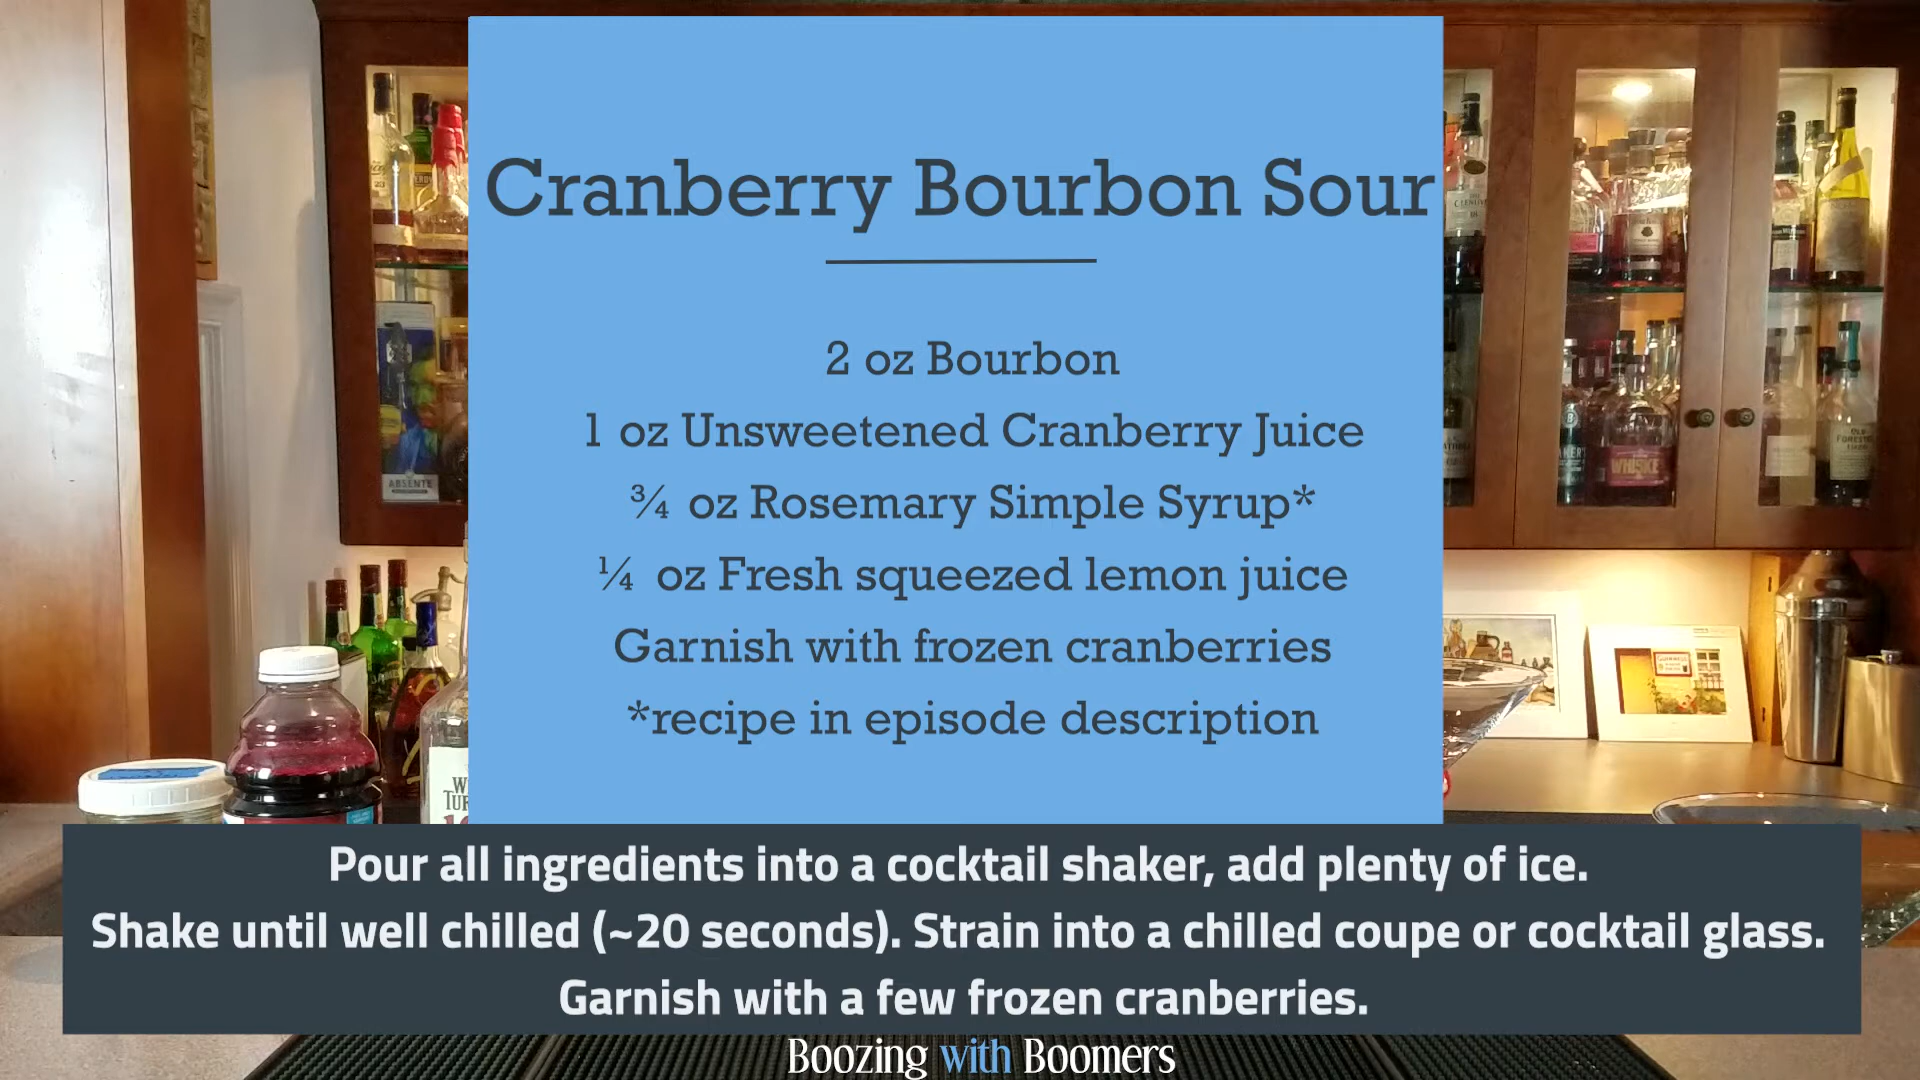 Cranberry Bourbon Sour
2 oz Bourbon
1 oz Unsweetened Cranberry Juice
¾ oz Rosemary Simple Syrup*
¼ oz Fresh squeezed lemon juice
Garnish with frozen cranberries
*recipe in episode description
ABSENTE
WHISKE
Pour all ingredients into a cocktail shaker, add plenty of ice.
Shake until well chilled (~20 seconds). Strain into a chilled coupe or cocktail glass.
Garnish with a few frozen cranberries.
Boozing with Boomers